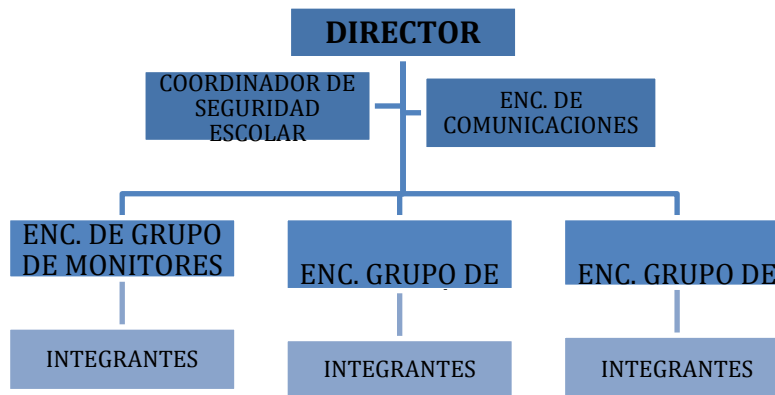 DIRECTOR
COORDINADOR DE
SEGURIDAD
ESCOLAR
ENC. DE
COMUNICACIONES
ENC. DE GRUPO
DE MONITORES
ENC. GRUPO DE
ENC. GRUPO DE
INTEGRANTES
INTEGRANTES
INTEGRANTES